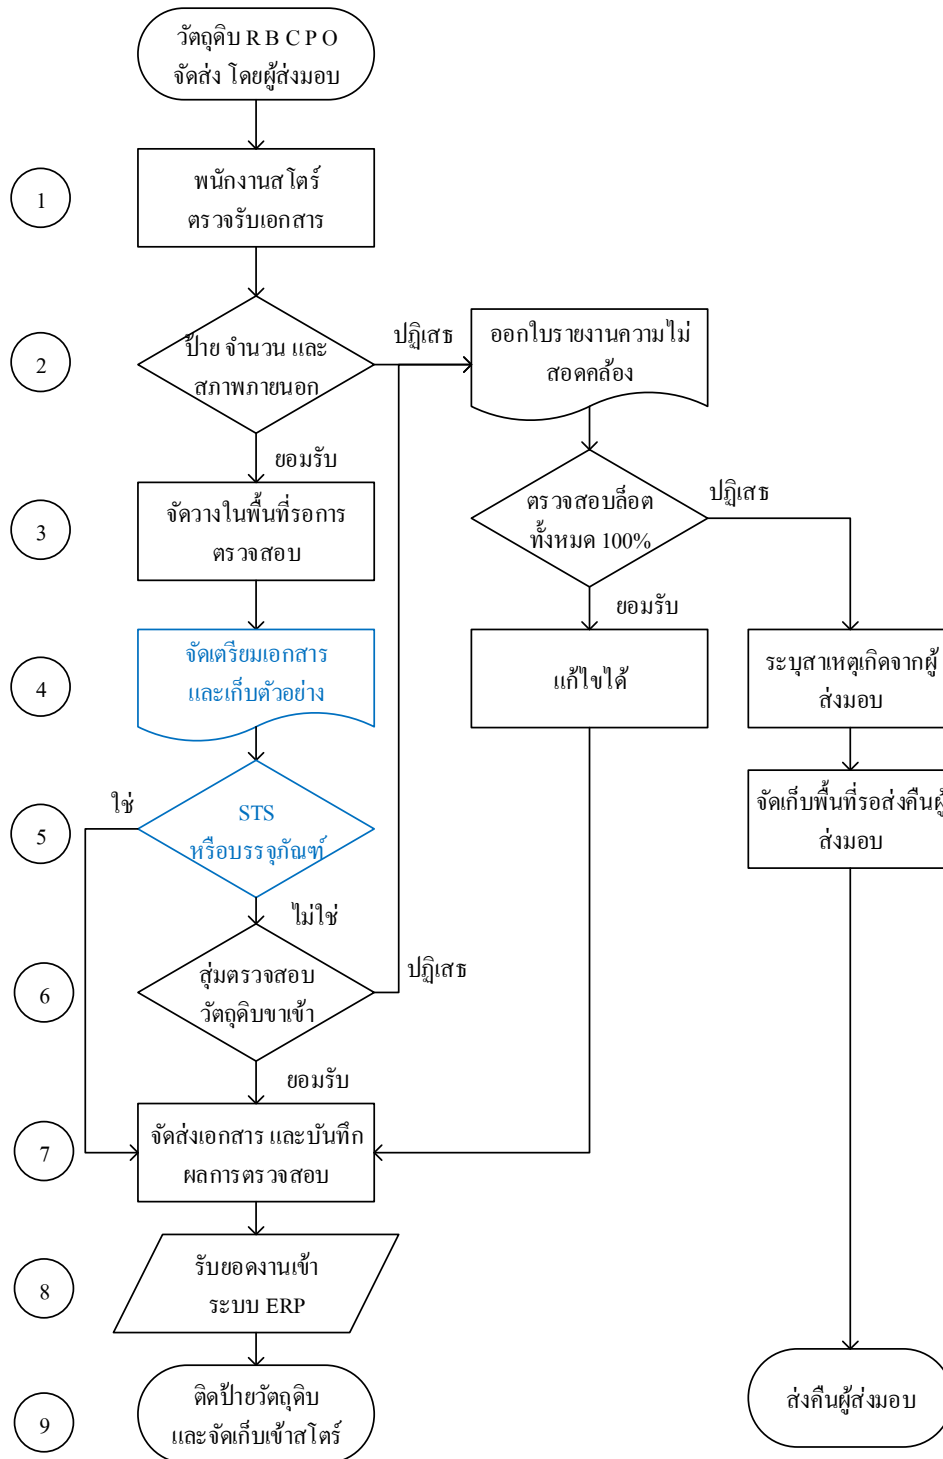 วัตถุดิบ R B C P O
จัดส่ง โดยผู้ส่งมอบ
1
พนักงานสโตร์
ตรวจรับเอกสาร
2
ป้าย จำนวน และ
สภาพภายนอก
ปฏิเสธ
ออกใบรายงานความไม่
สอดคล้อง
ยอมรับ
3
จัดวางในพื้นที่รอการ
ตรวจสอบ
ตรวจสอบล็อต
ทั้งหมด 100%
ปฏิเสธ
ยอมรับ
4
จัดเตรียมเอกสาร
และเก็บตัวอย่าง
แก้ไขได้
ระบุสาเหตุเกิดจากผู้
ส่งมอบ
ใช่
5
STS
หรือบรรจุภัณฑ์
จัดเก็บพื้นที่รอส่งคืนผู้
ส่งมอบ
ไม่ใช่
6
สุ่มตรวจสอบ
วัตถุดิบขาเข้า
ปฏิเสธ
ยอมรับ
7
จัดส่งเอกสาร และบันทึก
ผลการตรวจสอบ
8
รับยอดงานเข้า
ระบบ ERP
9
ติดป้ายวัตถุดิบ
และจัดเก็บเข้าสโตร์
ส่งคืนผู้ส่งมอบ